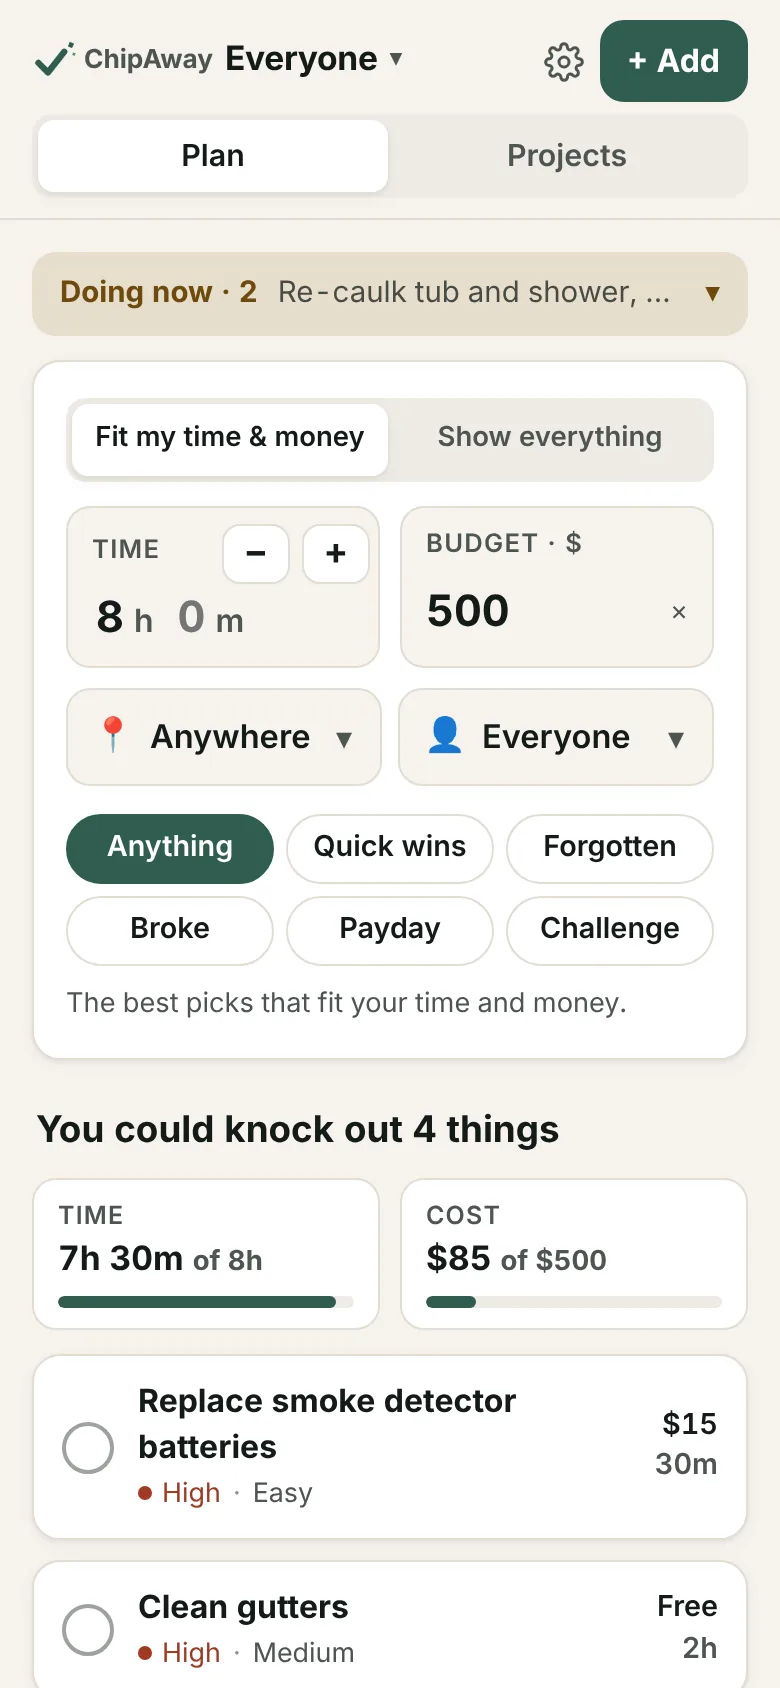 ChipAway Everyone ▼
+ Add
Plan
Projects
Doing now · 2 Re-caulk tub and shower, ... ▼
Fit my time & money
Show everything
TIME
− +
8 h 0 m
BUDGET · $
500 ×
Anywhere ▼
Everyone ▼
Anything
Quick wins
Forgotten
Broke
Payday
Challenge
The best picks that fit your time and money.
You could knock out 4 things
TIME
7h 30m of 8h
COST
$85 of $500
Replace smoke detector
batteries
High · Easy
$15
30m
Clean gutters
High · Medium
Free
2h